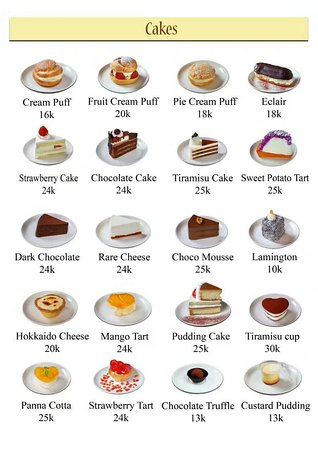 Cakes
Cream Puff
16k
Fruit Cream Puff
20k
Pie Cream Puff
18k
Eclair
18k
Strawberry Cake
24k
Chocolate Cake
24k
Tiramisu Cake
25k
Sweet Potato Tart
25k
Dark Chocolate
24k
Rare Cheese
24k
Choco Mousse
25k
Lamington
10k
Hokkaido Cheese
20k
Mango Tart
24k
Pudding Cake
25k
Tiramisu cup
30k
Panna Cotta
25k
Strawberry Tart
24k
Chocolate Truffle
13k
Custard Pudding
13k